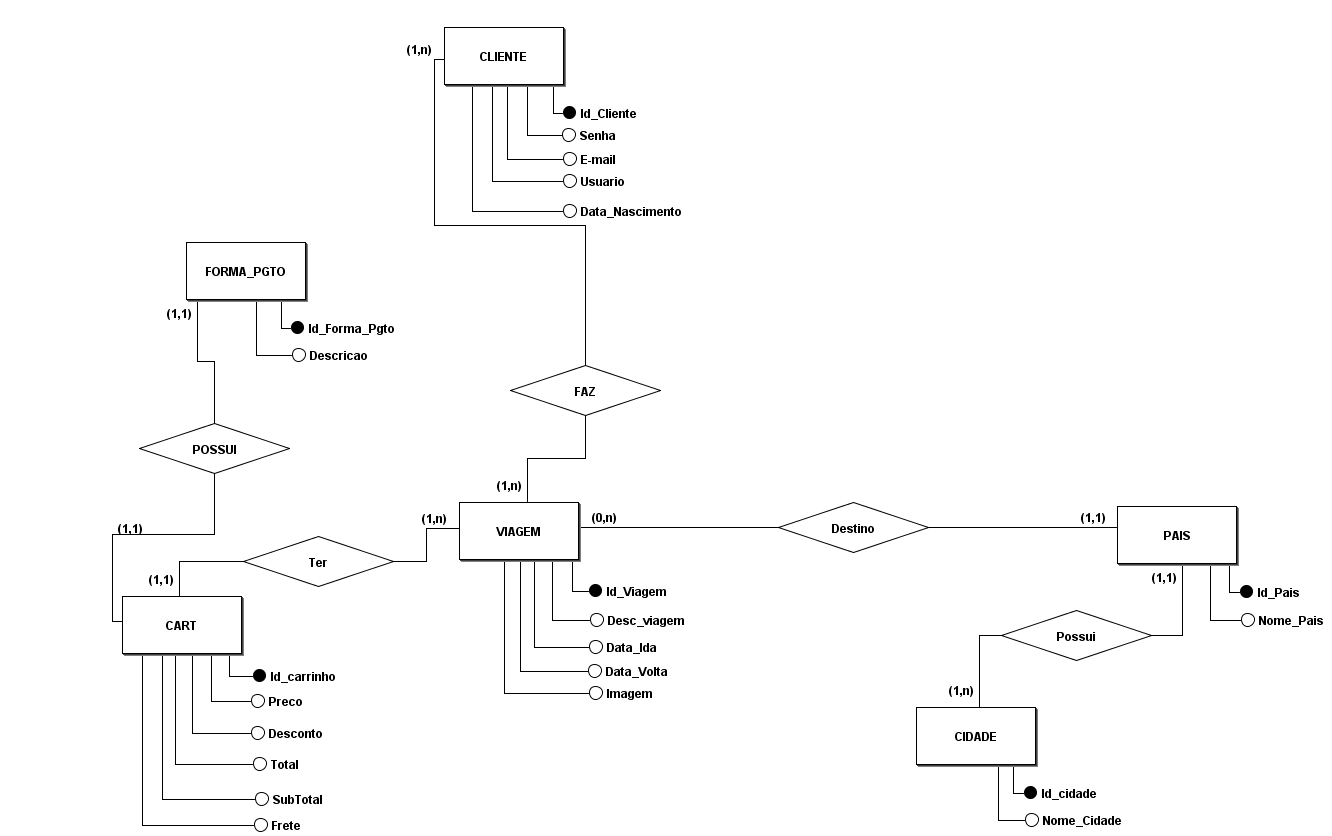 (1,n)
CLIENTE
Id_Cliente
Senha
E-mail
Usuario
Data_Nascimento
FORMA_PGTO
(1,1)
Id_Forma_Pgto
Descricao
FAZ
POSSUI
(1,n)
(1,1)
(1,n)
VIAGEM
(0,n)
Destino
(1,1)
PAIS
Ter
(1,1)
(1,1)
Id_Viagem
Id_Pais
CART
Desc_viagem
Nome_Pais
Possui
Data_Ida
Id_carrinho
Data_Volta
Preco
Imagem
(1,n)
Desconto
CIDADE
Total
Id_cidade
SubTotal
Nome_Cidade
Frete